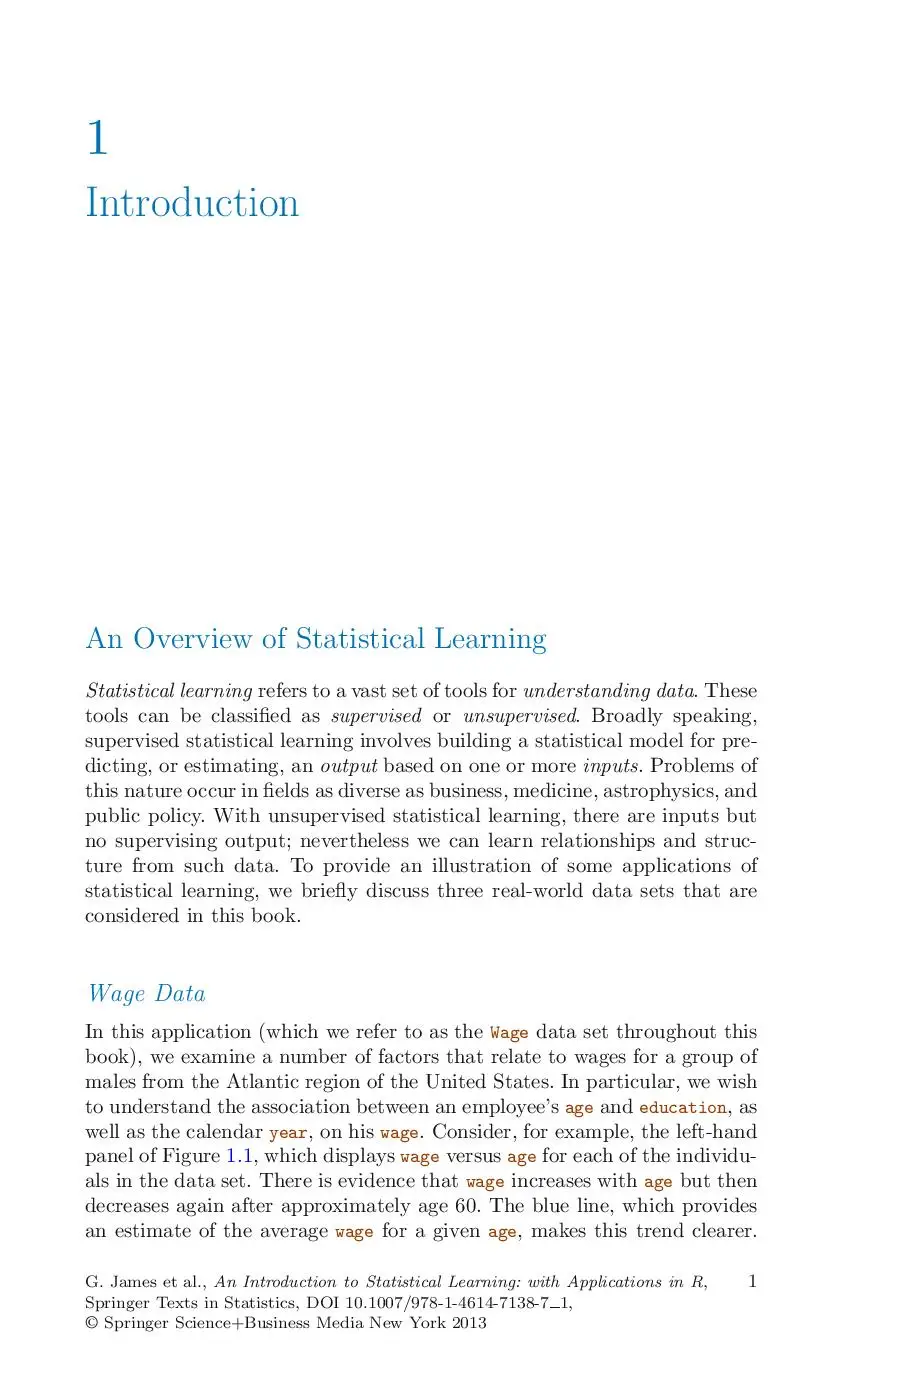 1
Introduction
An Overview of Statistical Learning
Statistical learning refers to a vast set of tools for understanding data. These
tools can be classified as supervised or unsupervised. Broadly speaking,
supervised statistical learning involves building a statistical model for pre-
dicting, or estimating, an output based on one or more inputs. Problems of
this nature occur in fields as diverse as business, medicine, astrophysics, and
public policy. With unsupervised statistical learning, there are inputs but
no supervising output; nevertheless we can learn relationships and struc-
ture from such data. To provide an illustration of some applications of
statistical learning, we briefly discuss three real-world data sets that are
considered in this book.
Wage Data
In this application (which we refer to as the Wage data set throughout this
book), we examine a number of factors that relate to wages for a group of
males from the Atlantic region of the United States. In particular, we wish
to understand the association between an employee's age and education, as
well as the calendar year, on his wage. Consider, for example, the left-hand
panel of Figure 1.1, which displays wage versus age for each of the individu-
als in the data set. There is evidence that wage increases with age but then
decreases again after approximately age 60. The blue line, which provides
an estimate of the average wage for a given age, makes this trend clearer.
G. James et al., An Introduction to Statistical Learning: with Applications in R, 1
Springer Texts in Statistics, DOI 10.1007/978-1-4614-7138-7_1,
© Springer Science+Business Media New York 2013